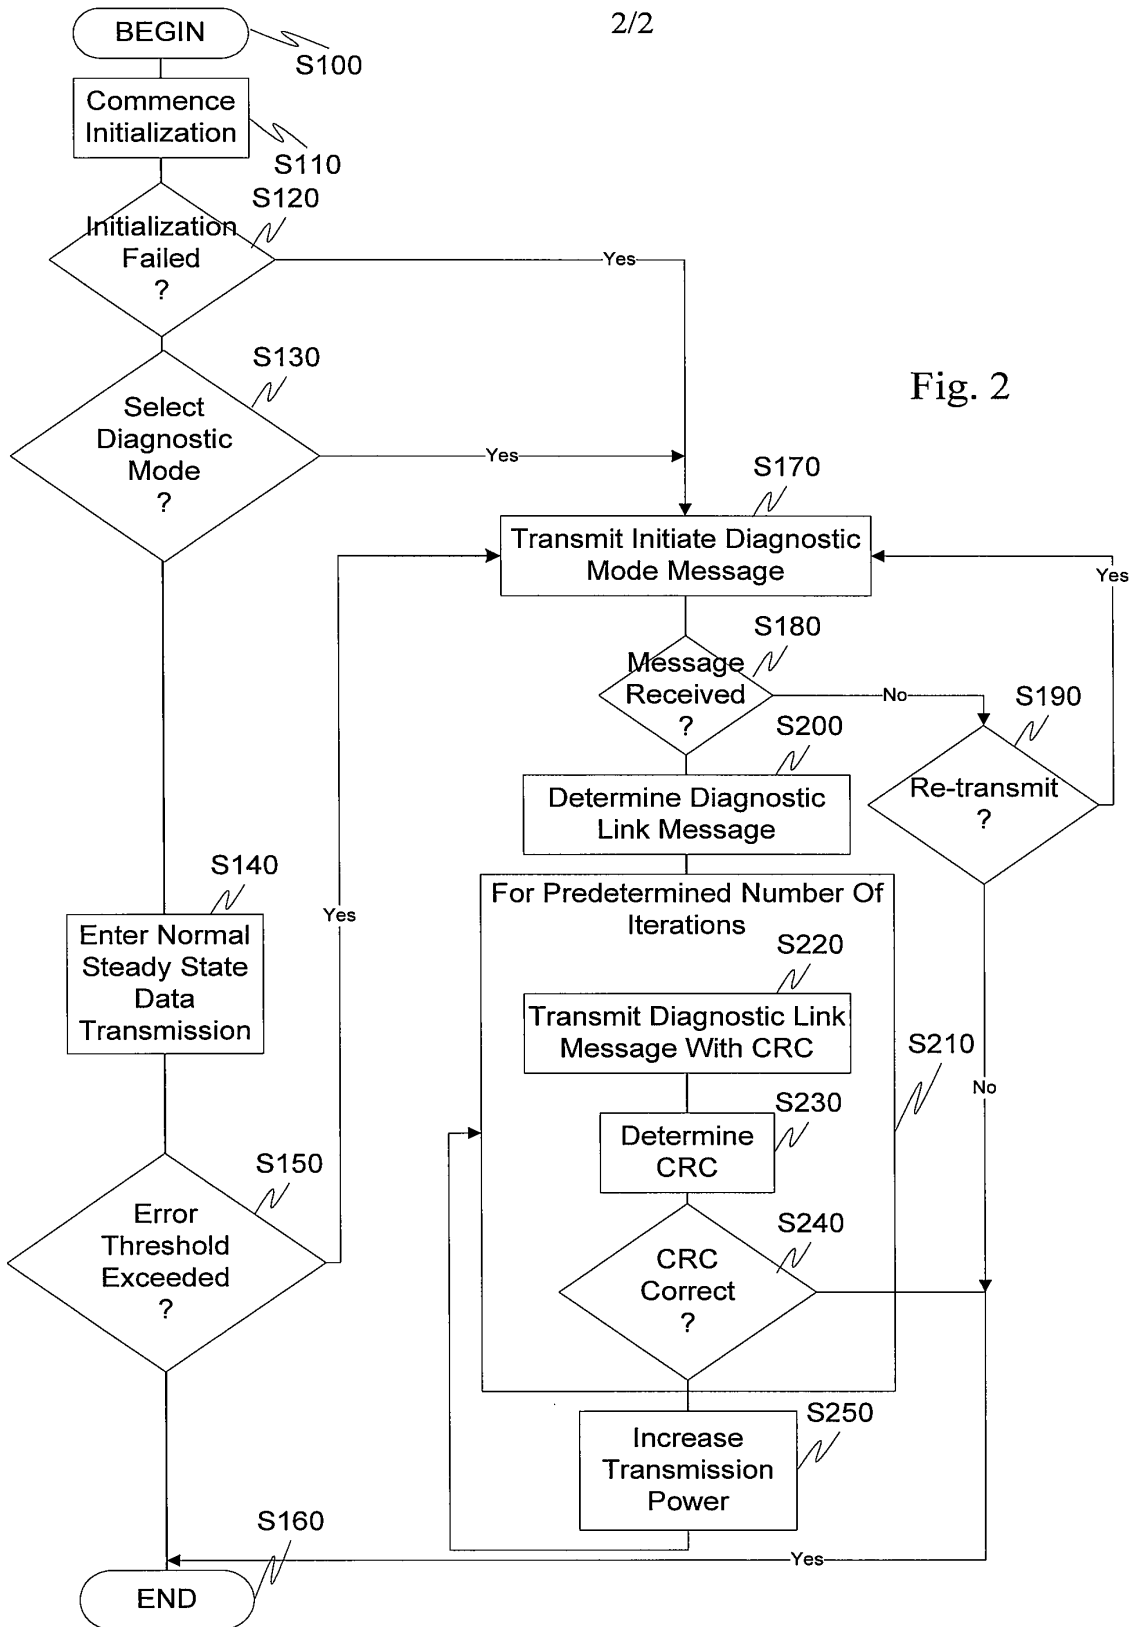 2/2
BEGIN
S100
Commence
Initialization
S110
S120
Initialization
Failed
?
Yes
S130
Select
Diagnostic
Mode
?
Yes
Fig. 2
S170
Transmit Initiate Diagnostic
Mode Message
Yes
S180
Message
Received
?
No
S190
Re-transmit
?
S200
Determine Diagnostic
Link Message
S140
Enter Normal
Steady State
Data
Transmission
Yes
For Predetermined Number Of
Iterations
S220
Transmit Diagnostic Link
Message With CRC
S210
No
S230
Determine
CRC
S150
Error
Threshold
Exceeded
?
S240
CRC
Correct
?
S250
Increase
Transmission
Power
S160
Yes
END